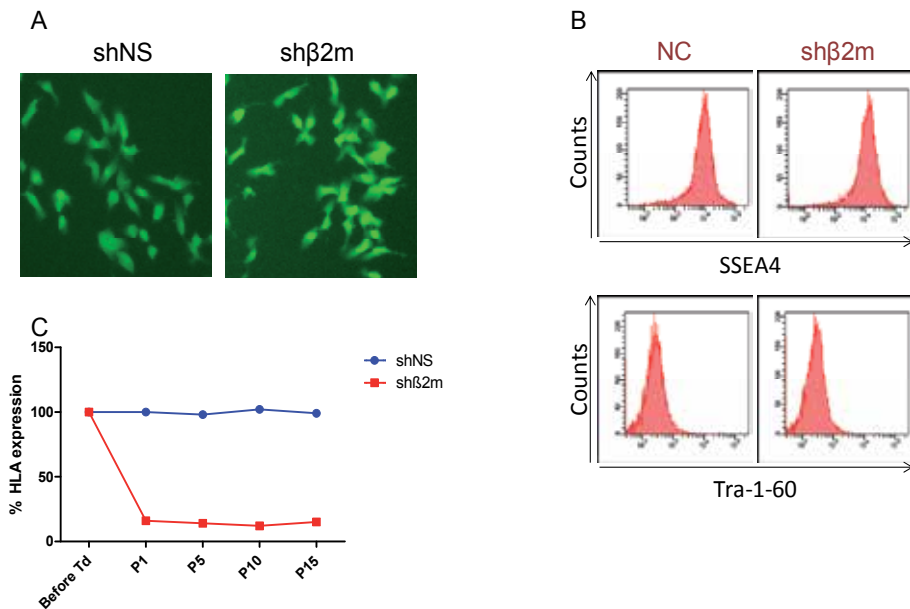 A
shNS
shβ2m
B
NC
shβ2m
Counts
SSEA4
Counts
Tra-1-60
C
150
100
50
0
% HLA expression
Before Td
P1
P5
P10
P15
shNS
shß2m